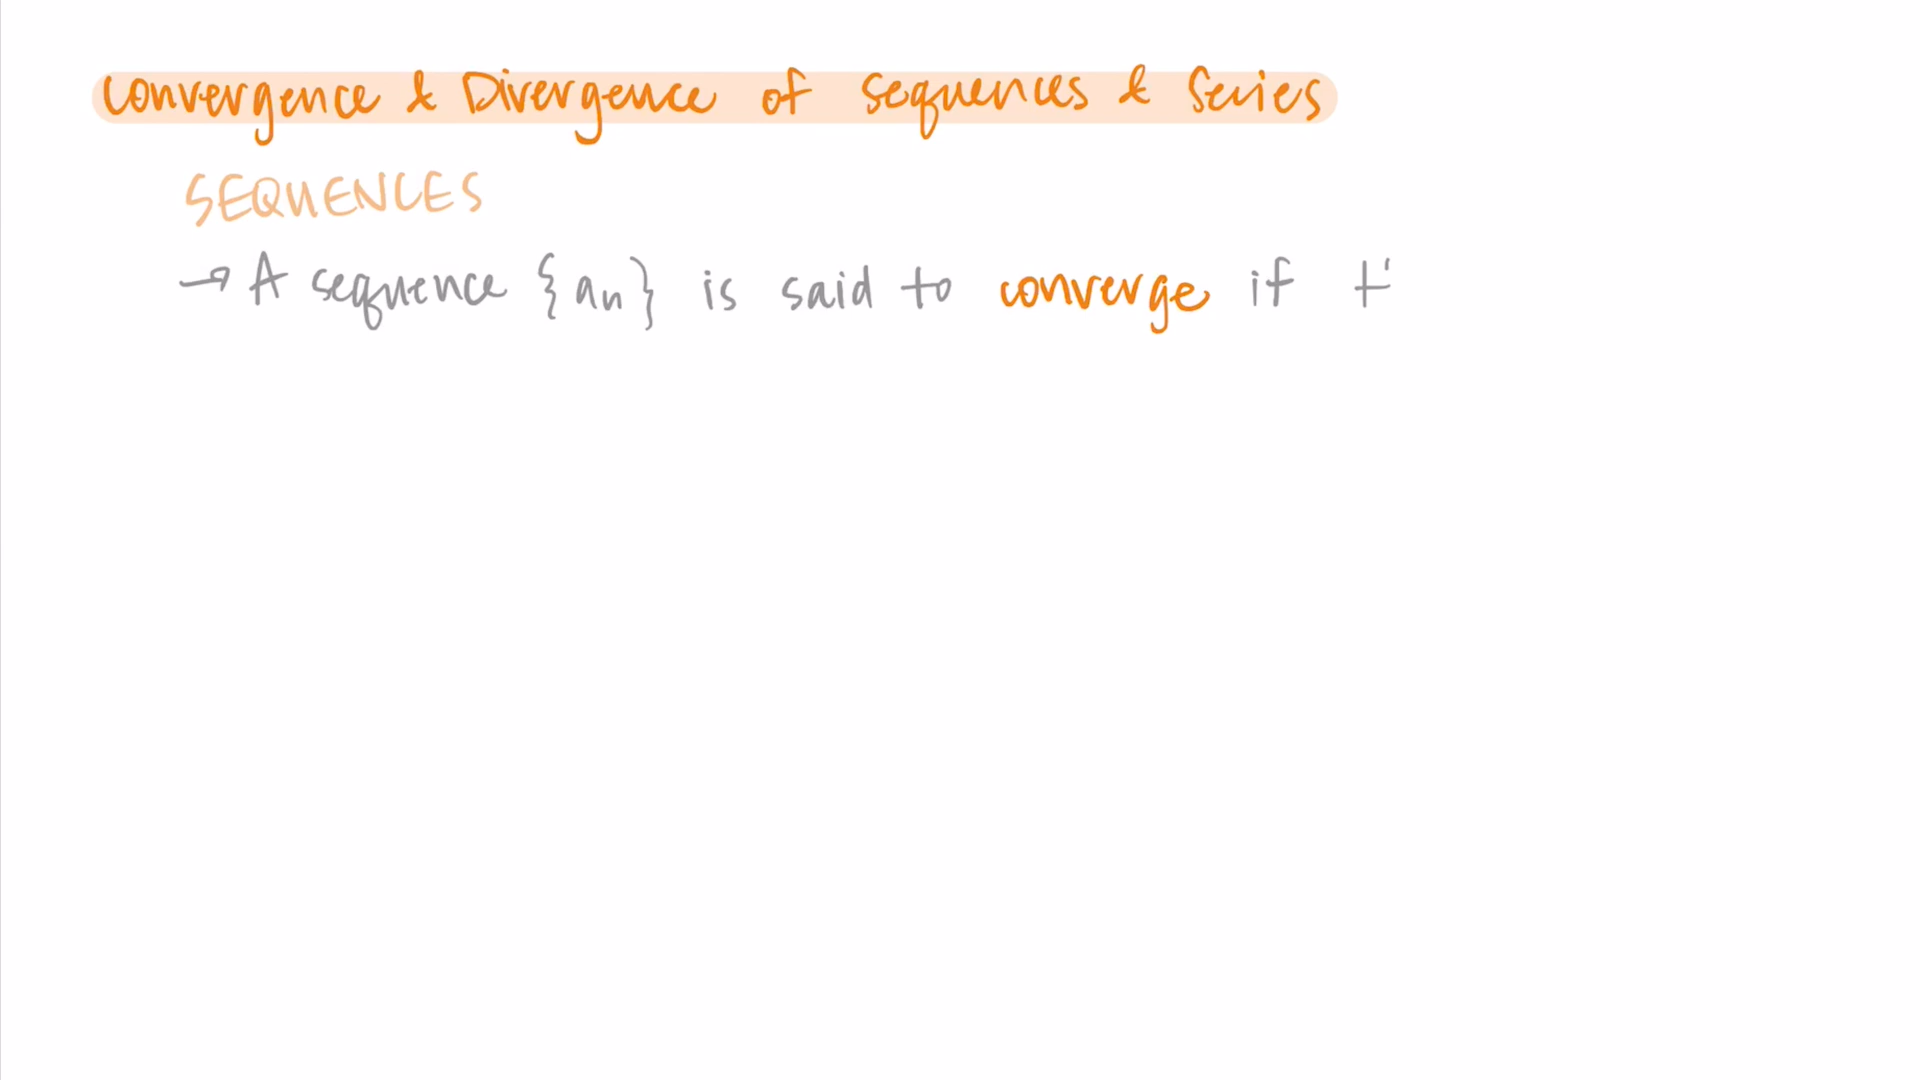 Convergence & Divergence of Sequences & Series
SEQUENCES
→ A sequence {an} is said to converge if